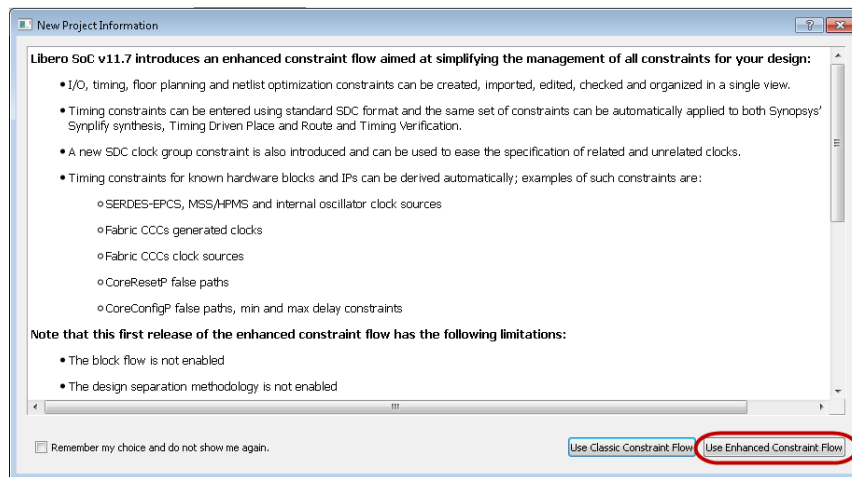 New Project Information
Libero SoC v11.7 introduces an enhanced constraint flow aimed at simplifying the management of all constraints for your design:
• I/O, timing, floor planning and netlist optimization constraints can be created, imported, edited, checked and organized in a single view.
• Timing constraints can be entered using standard SDC format and the same set of constraints can be automatically applied to both Synopsys'
Synplify synthesis, Timing Driven Place and Route and Timing Verification.
• A new SDC clock group constraint is also introduced and can be used to ease the specification of related and unrelated clocks.
• Timing constraints for known hardware blocks and IPs can be derived automatically; examples of such constraints are:
○ SERDES-EPCS, MSS/HPMS and internal oscillator clock sources
○ Fabric CCCs generated clocks
○ Fabric CCCs clock sources
○ CoreResetP false paths
○ CoreConfigP false paths, min and max delay constraints
Note that this first release of the enhanced constraint flow has the following limitations:
• The block flow is not enabled
• The design separation methodology is not enabled
Remember my choice and do not show me again.
Use Classic Constraint Flow
Use Enhanced Constraint Flow